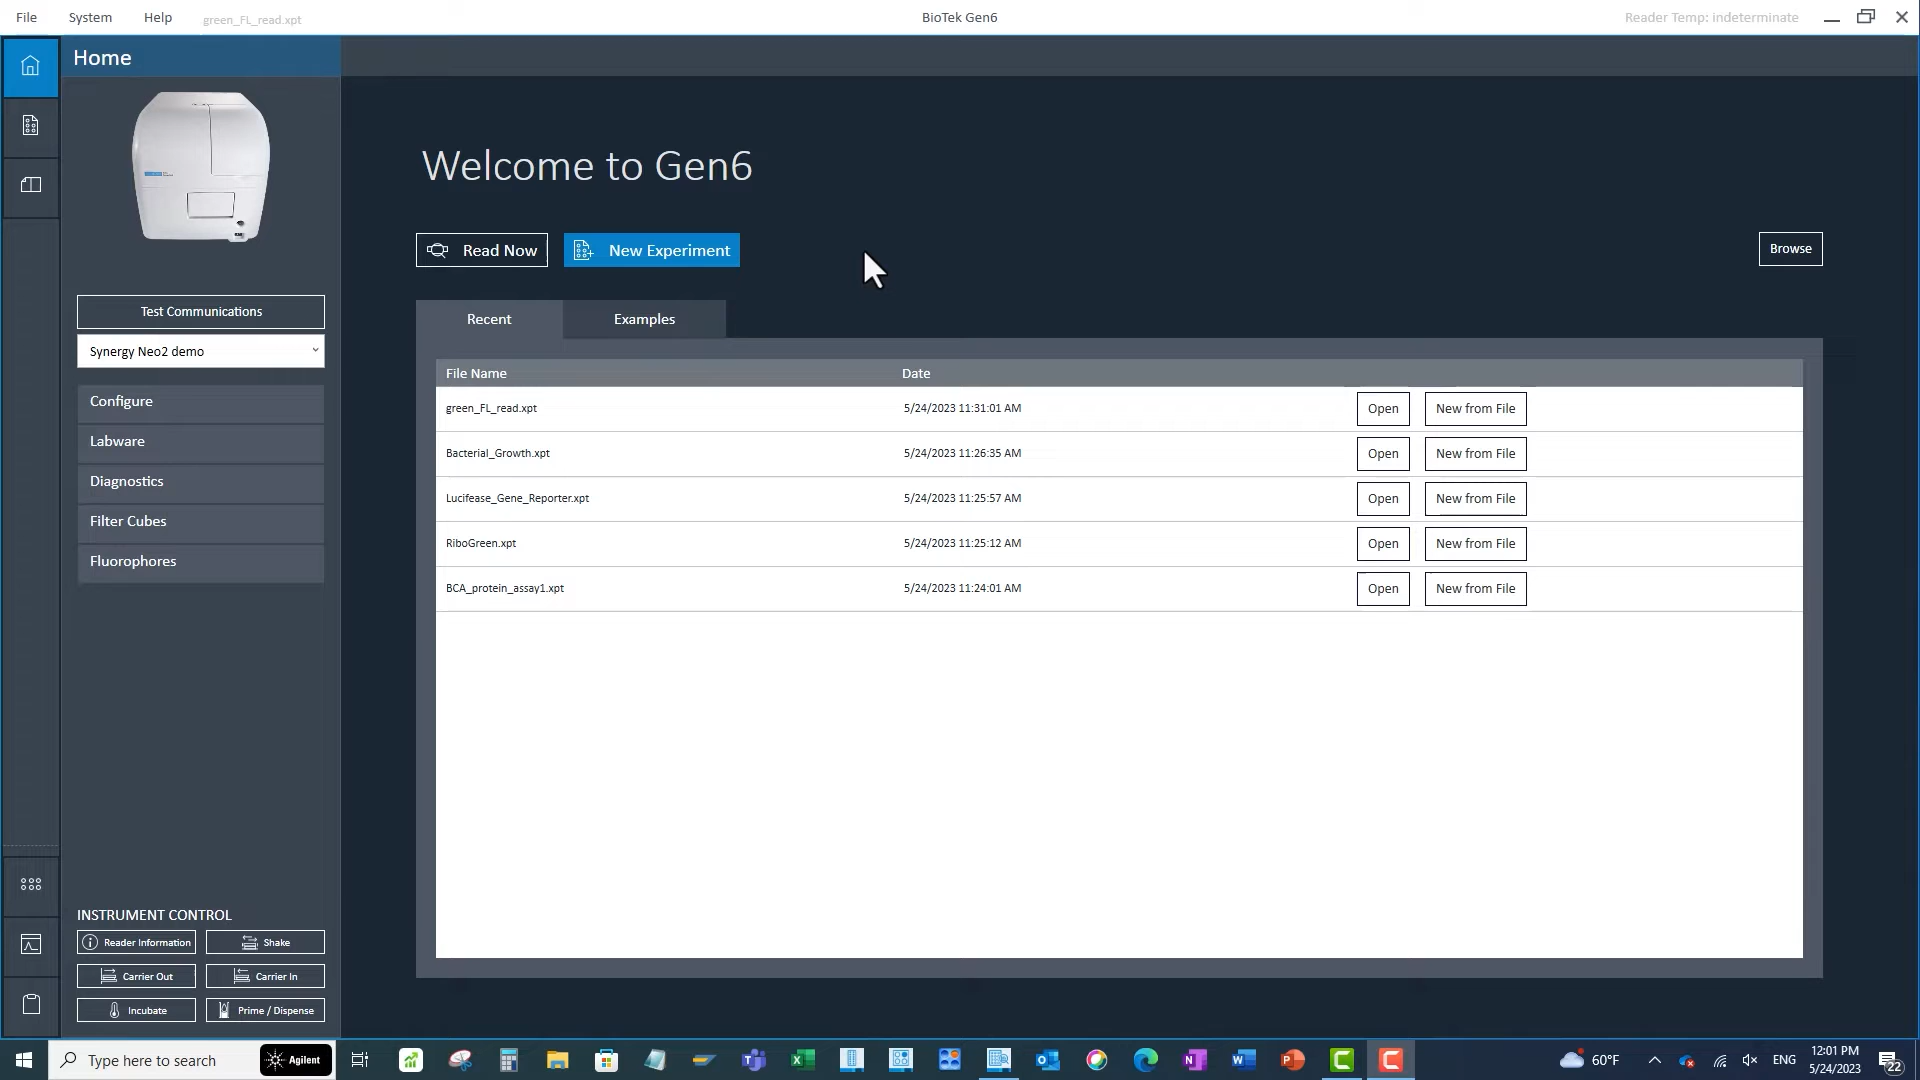 File System Help green_FL_read.xpt BioTek Gen6 Reader Temp: indeterminate
Home
Welcome to Gen6
Read Now New Experiment Browse
Test Communications
Synergy Neo2 demo
Configure
Labware
Diagnostics
Filter Cubes
Fluorophores
Recent Examples
File Name Date
green_FL_read.xpt 5/24/2023 11:31:01 AM Open New from File
Bacterial_Growth.xpt 5/24/2023 11:26:35 AM Open New from File
Lucifease_Gene_Reporter.xpt 5/24/2023 11:25:57 AM Open New from File
RiboGreen.xpt 5/24/2023 11:25:12 AM Open New from File
BCA_protein_assay1.xpt 5/24/2023 11:24:01 AM Open New from File
INSTRUMENT CONTROL
Reader Information Shake
Carrier Out Carrier In
Incubate Prime / Dispense
Type here to search Agilent 60°F ENG 12:01 PM
5/24/2023 22